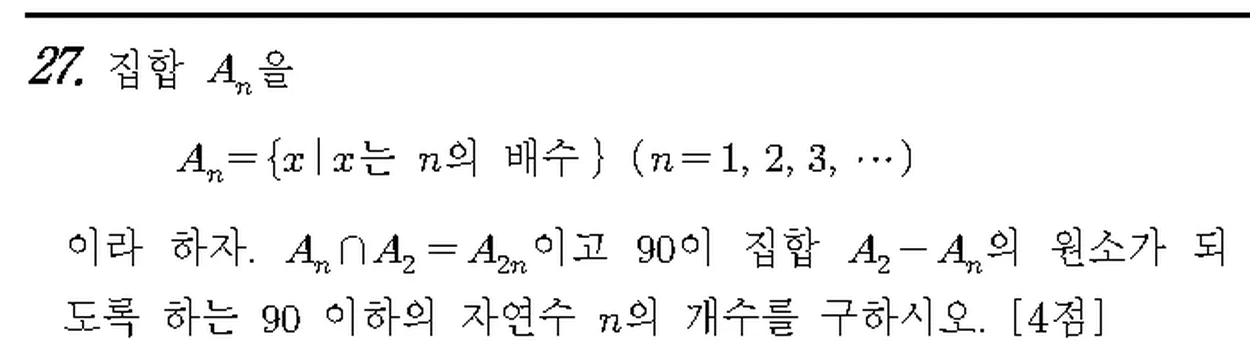 27. 집합 Aₙ을
Aₙ={x|x는 n의 배수} (n=1, 2, 3, ⋯)
이라 하자. Aₙ∩A₂=A₂ₙ이고 90이 집합 A₂−Aₙ의 원소가 되
도록 하는 90 이하의 자연수 n의 개수를 구하시오. [4점]